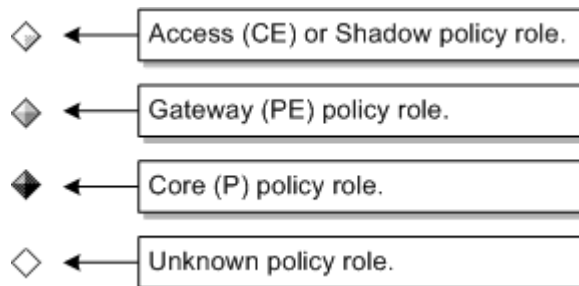 Access (CE) or Shadow policy role.
Gateway (PE) policy role.
Core (P) policy role.
Unknown policy role.